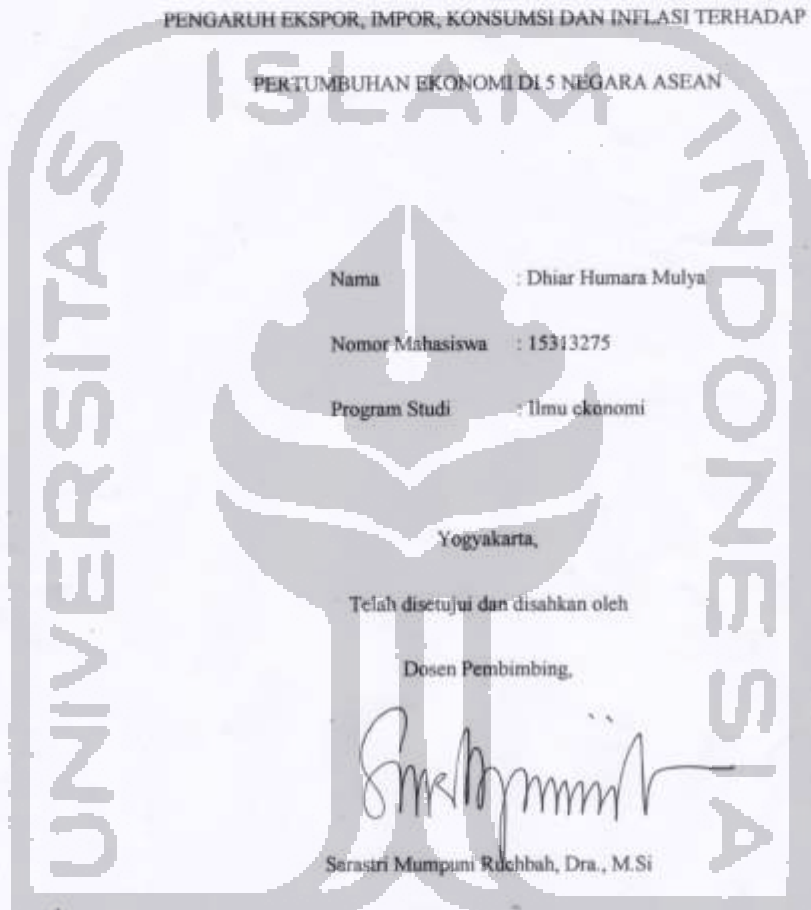 PENGARUH EKSPOR, IMPOR, KONSUMSI DAN INFLASI TERHADAP
PERTUMBUHAN EKONOMI DI 5 NEGARA ASEAN
UNIVERSITAS ISLAM INDONESIA
Nama : Dhiar Humara Mulya
Nomor Mahasiswa : 15313275
Program Studi : Ilmu ekonomi
Yogyakarta,
Telah disetujui dan disahkan oleh
Dosen Pembimbing,
Sarastri Mumpuni Ruchbah, Dra., M.Si